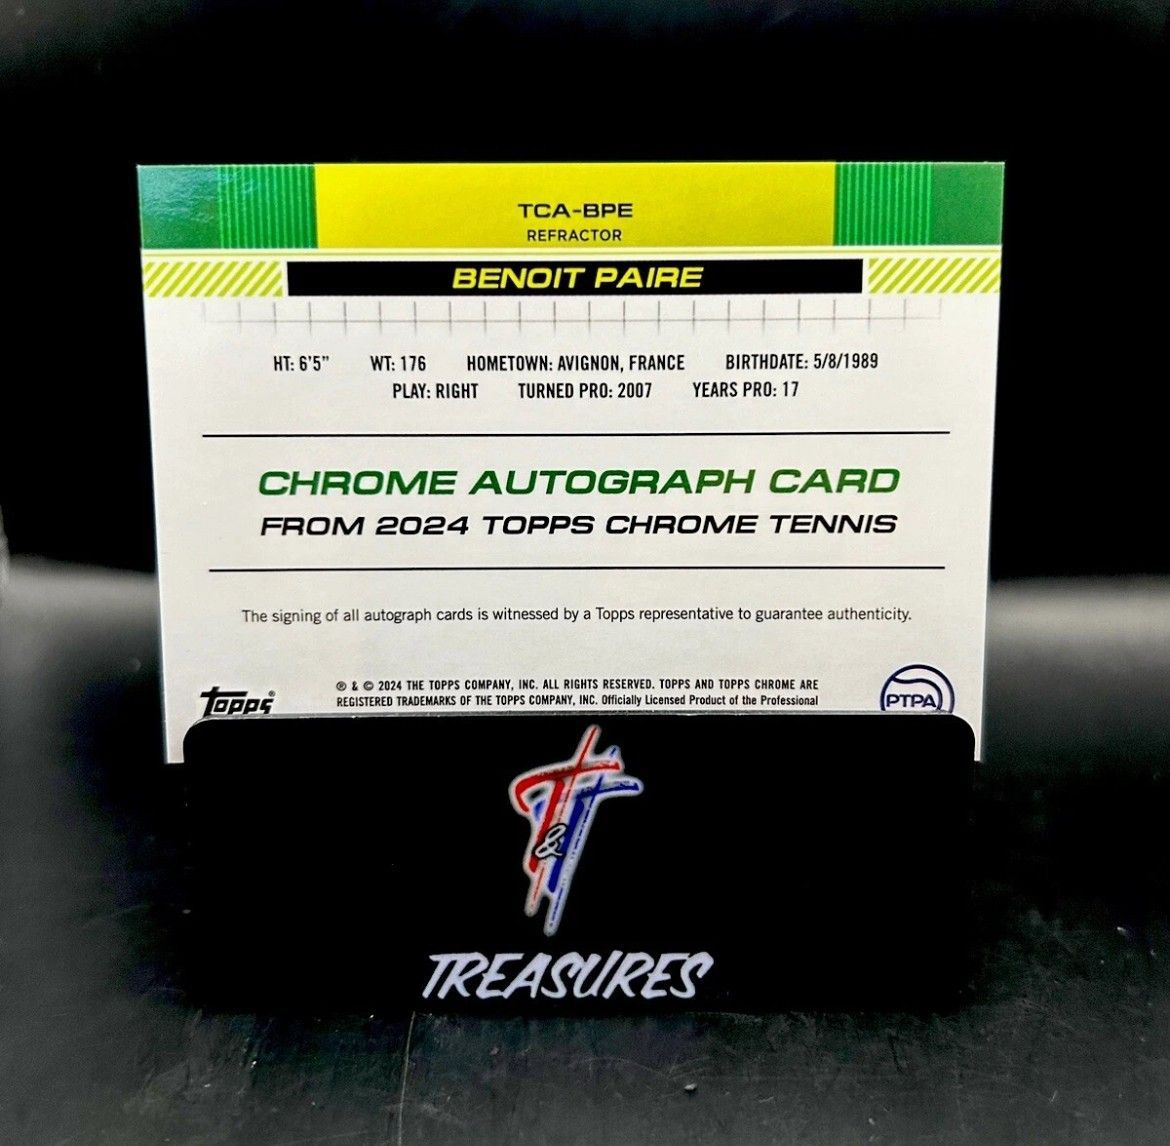 TCA-BPE
REFRACTOR
BENOIT PAIRE
HT: 6'5" WT: 176 HOMETOWN: AVIGNON, FRANCE BIRTHDATE: 5/8/1989
PLAY: RIGHT TURNED PRO: 2007 YEARS PRO: 17
CHROME AUTOGRAPH CARD
FROM 2024 TOPPS CHROME TENNIS
The signing of all autograph cards is witnessed by a Topps representative to guarantee authenticity.
® & © 2024 THE TOPPS COMPANY, INC. ALL RIGHTS RESERVED. TOPPS AND TOPPS CHROME ARE
REGISTERED TRADEMARKS OF THE TOPPS COMPANY, INC. Officially Licensed Product of the Professional
Topps®
PTPA
T&T
TREASURES